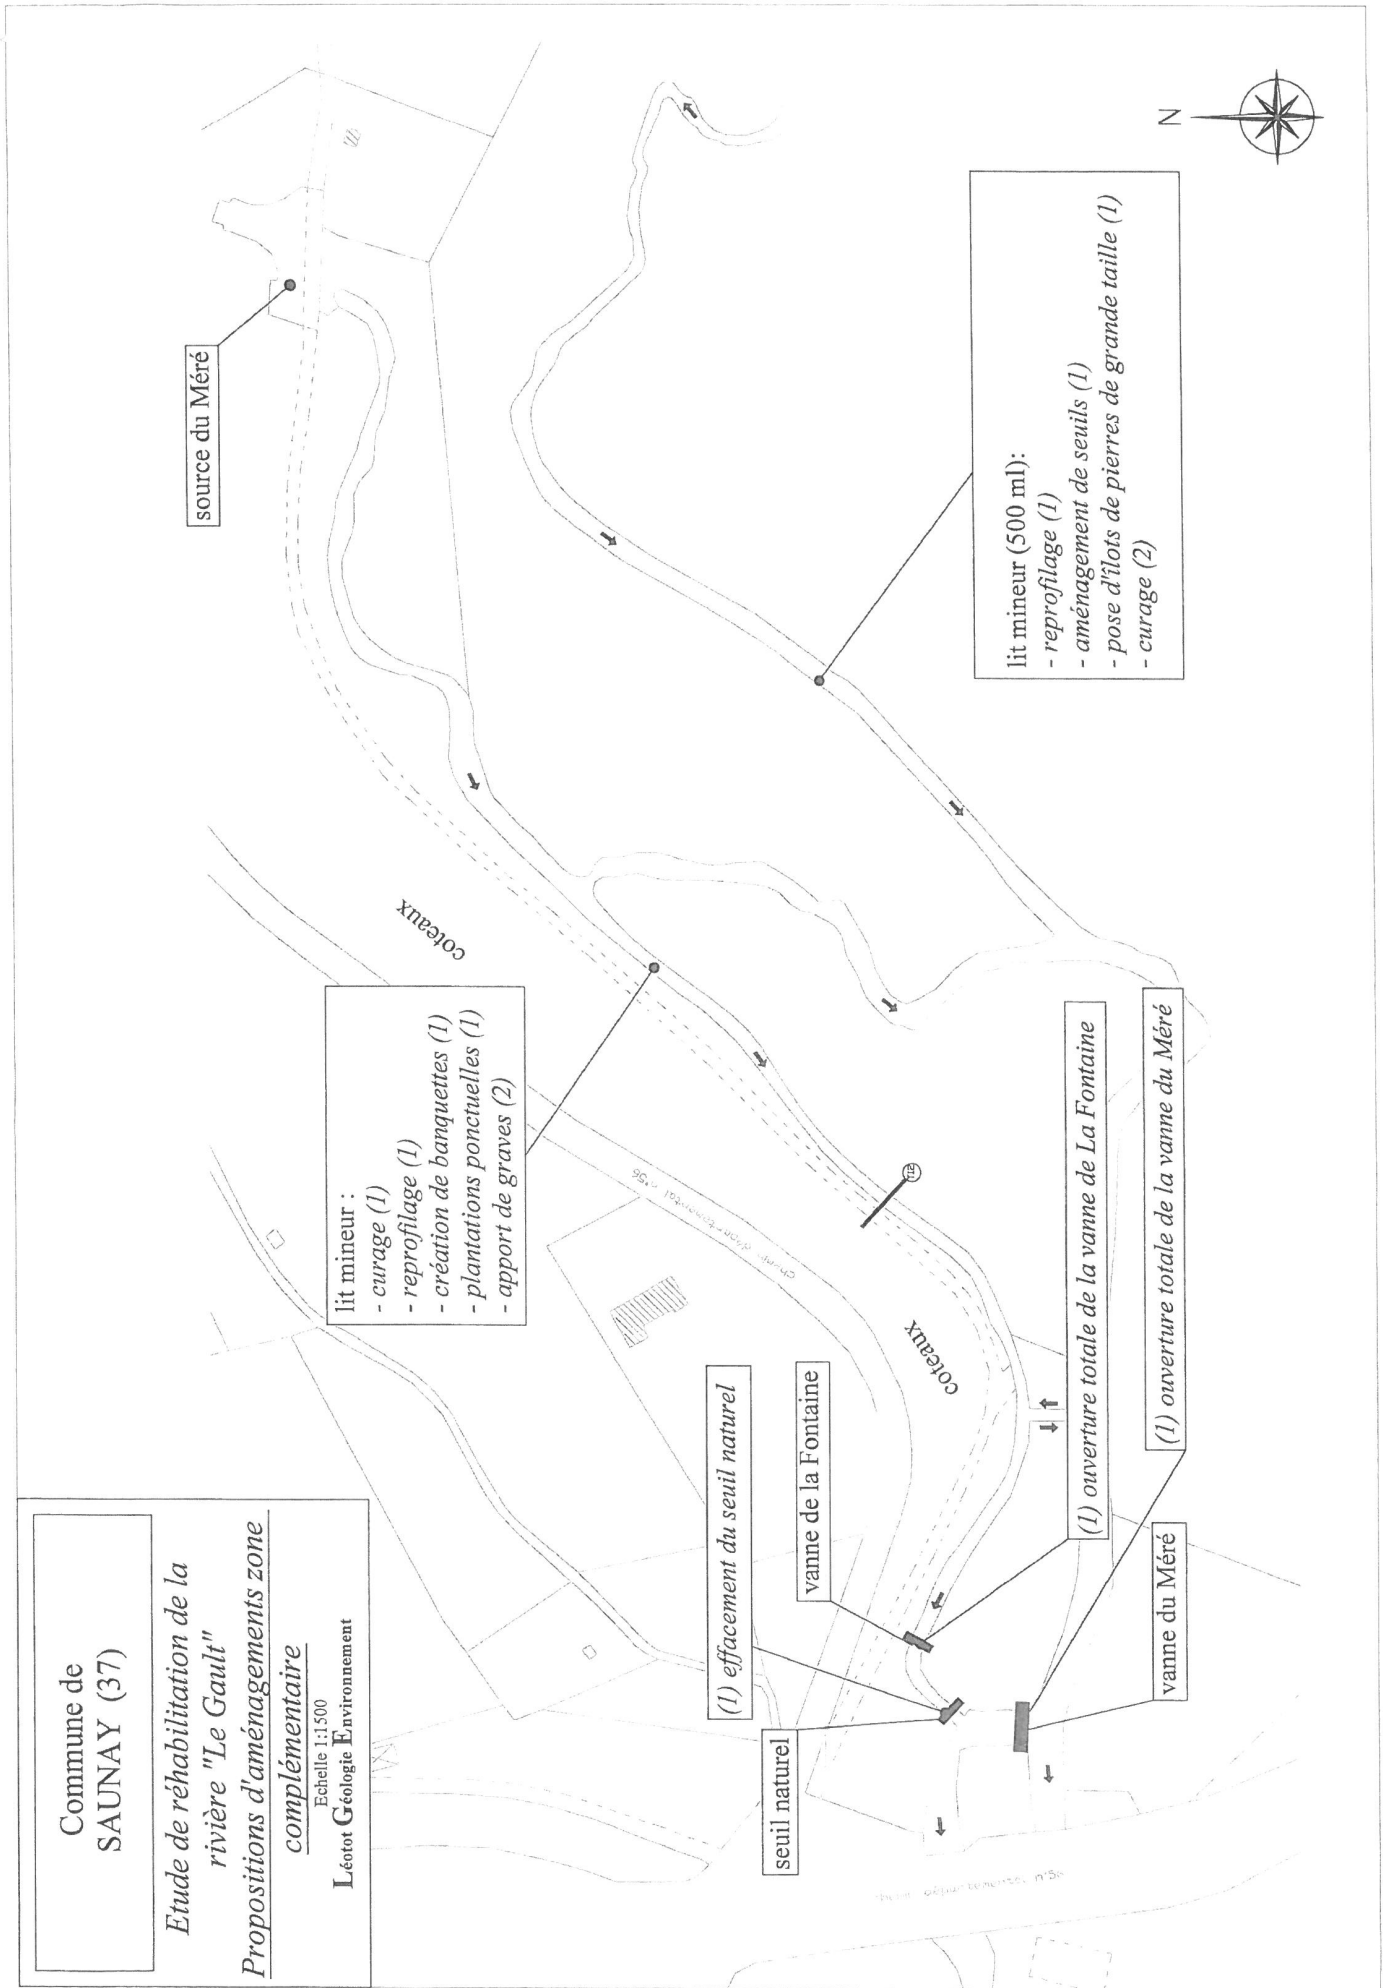 Commune de
SAUNAY (37)
Etude de réhabilitation de la
rivière "Le Gault"
Propositions d'aménagements zone
complémentaire
Echelle 1:1500
Léotot Géologie Environnement
source du Méré
N
coteaux
lit mineur :
- curage (1)
- reprofilage (1)
- création de banquettes (1)
- plantations ponctuelles (1)
- apport de graves (2)
lit mineur (500 ml):
- reprofilage (1)
- aménagement de seuils (1)
- pose d'îlots de pierres de grande taille (1)
- curage (2)
départemental n°56
coteaux
(1) effacement du seuil naturel
vanne de la Fontaine
seuil naturel
(1) ouverture totale de la vanne de La Fontaine
(1) ouverture totale de la vanne du Méré
vanne du Méré